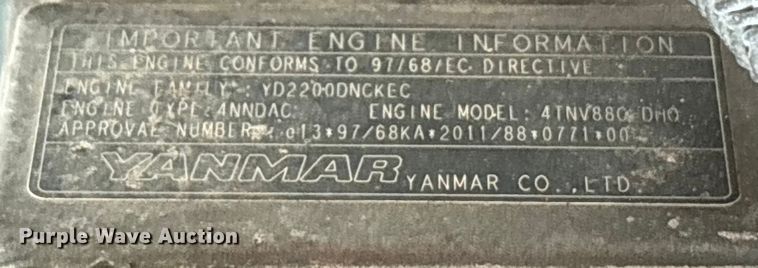 IMPORTANT ENGINE INFORMATION
THIS ENGINE CONFORMS TO 97/68/EC DIRECTIVE
ENGINE FAMILY: YD2200DNCKEC
ENGINE TYPE: 4NNDAC ENGINE MODEL: 4TNV88C-DHO
APPROVAL NUMBER: e13*97/68KA*2011/88*0771*00
YANMAR YANMAR CO.,LTD.
Purple Wave Auction